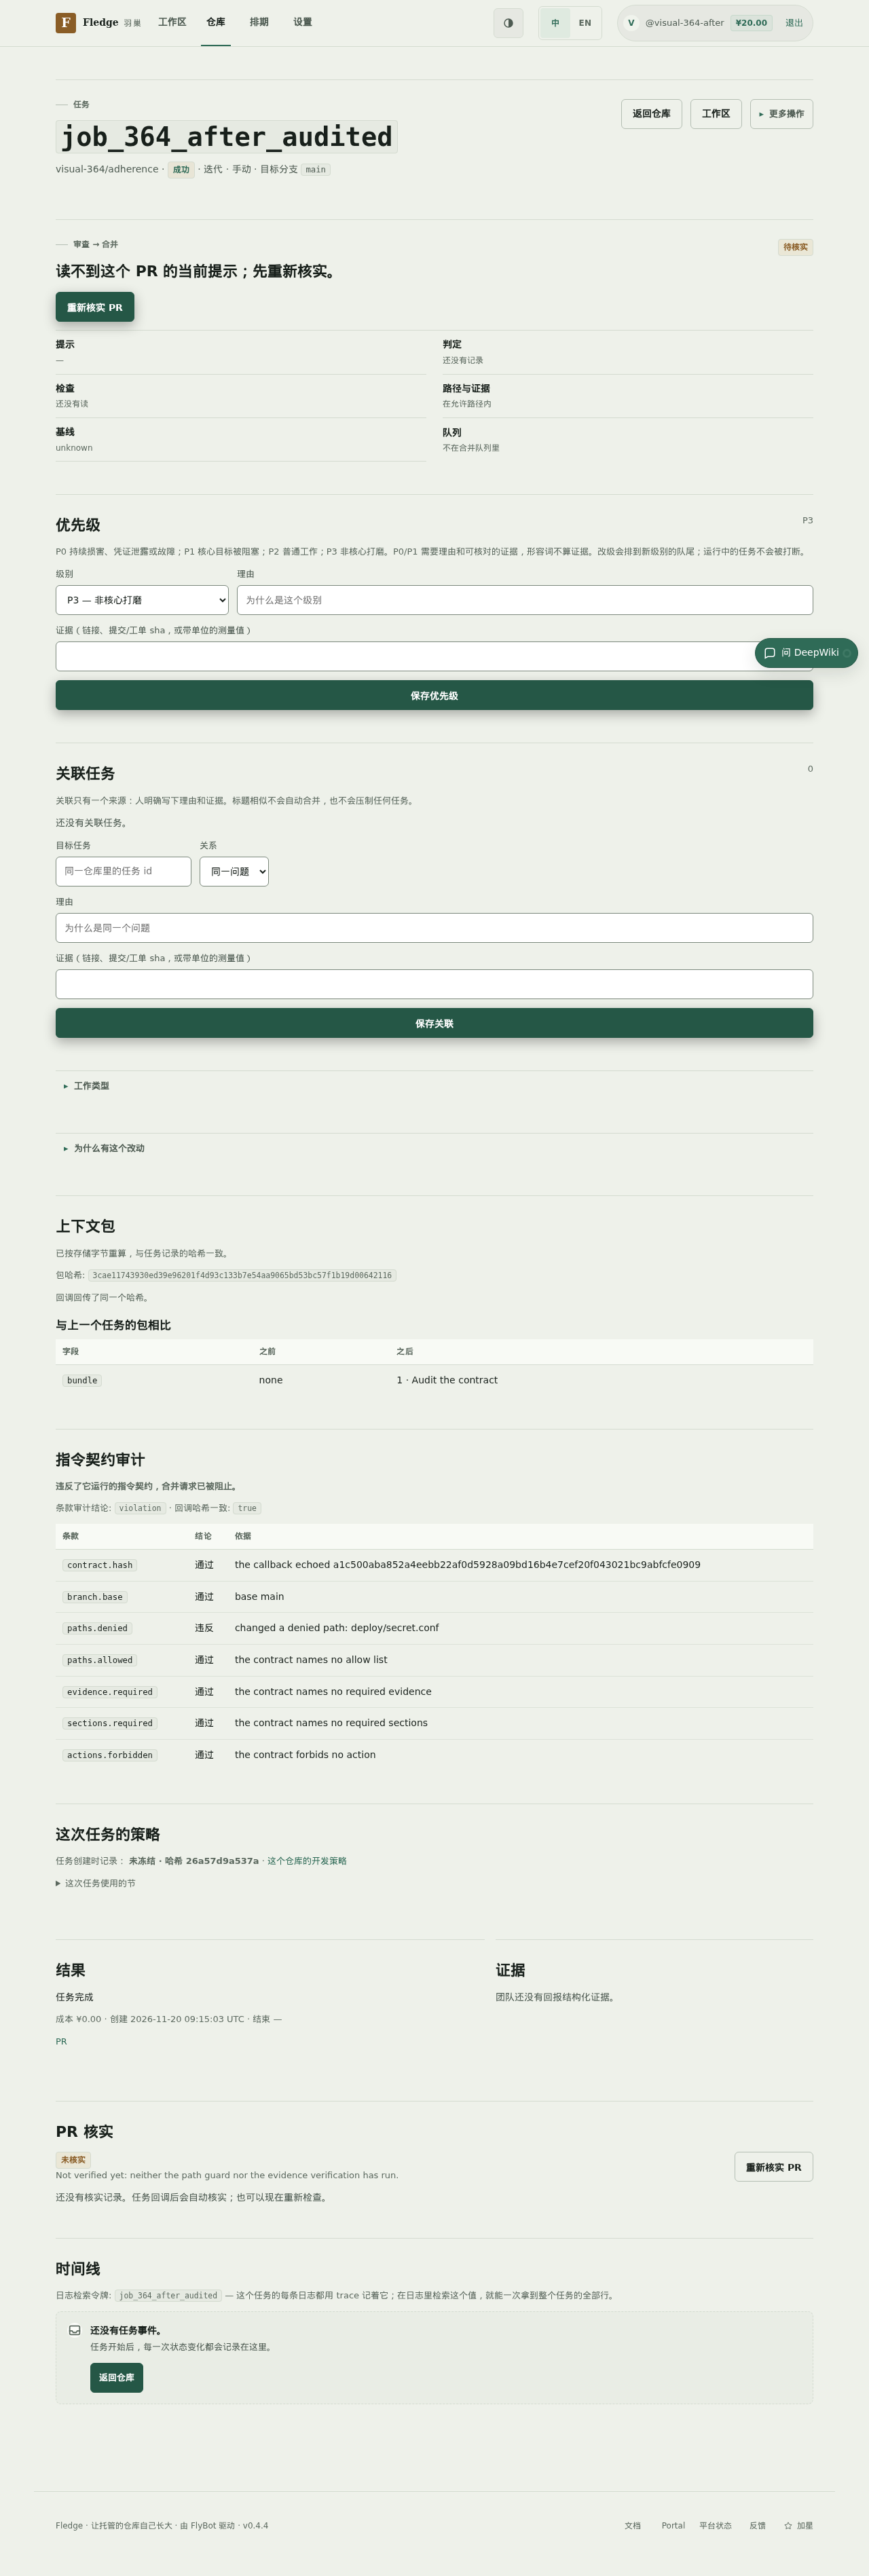 F Fledge 羽巢 工作区 仓库 排期 设置 中 EN V @visual-364-after ¥20.00 退出
任务
job_364_after_audited
返回仓库 工作区 ▸ 更多操作
visual-364/adherence · 成功 · 迭代 · 手动 · 目标分支 main
审查 → 合并
待核实
读不到这个 PR 的当前提示；先重新核实。
重新核实 PR
提示 判定
— 还没有记录
检查 路径与证据
还没有读 在允许路径内
基线 队列
unknown 不在合并队列里
优先级 P3
P0 持续损害、凭证泄露或故障；P1 核心目标被阻塞；P2 普通工作；P3 非核心打磨。P0/P1 需要理由和可核对的证据，形容词不算证据。改级会排到新级别的队尾；运行中的任务不会被打断。
级别 理由
P3 — 非核心打磨 为什么是这个级别
证据（链接、提交/工单 sha，或带单位的测量值）
问 DeepWiki
保存优先级
关联任务 0
关联只有一个来源：人明确写下理由和证据。标题相似不会自动合并，也不会压制任何任务。
还没有关联任务。
目标任务 关系
同一仓库里的任务 id 同一问题
理由
为什么是同一个问题
证据（链接、提交/工单 sha，或带单位的测量值）
保存关联
▸ 工作类型
▸ 为什么有这个改动
上下文包
已按存储字节重算，与任务记录的哈希一致。
包哈希: 3cae11743930ed39e96201f4d93c133b7e54aa9065bd53bc57f1b19d00642116
回调回传了同一个哈希。
与上一个任务的包相比
字段 之前 之后
bundle none 1 · Audit the contract
指令契约审计
违反了它运行的指令契约，合并请求已被阻止。
条款审计结论: violation · 回调哈希一致: true
条款 结论 依据
contract.hash 通过 the callback echoed a1c500aba852a4eebb22af0d5928a09bd16b4e7cef20f043021bc9abfcfe0909
branch.base 通过 base main
paths.denied 违反 changed a denied path: deploy/secret.conf
paths.allowed 通过 the contract names no allow list
evidence.required 通过 the contract names no required evidence
sections.required 通过 the contract names no required sections
actions.forbidden 通过 the contract forbids no action
这次任务的策略
任务创建时记录： 未冻结 · 哈希 26a57d9a537a · 这个仓库的开发策略
▶ 这次任务使用的节
结果 证据
任务完成 团队还没有回报结构化证据。
成本 ¥0.00 · 创建 2026-11-20 09:15:03 UTC · 结束 —
PR
PR 核实
未核实
Not verified yet: neither the path guard nor the evidence verification has run.
重新核实 PR
还没有核实记录。任务回调后会自动核实；也可以现在重新检查。
时间线
日志检索令牌: job_364_after_audited — 这个任务的每条日志都用 trace 记着它；在日志里检索这个值，就能一次拿到整个任务的全部行。
还没有任务事件。
任务开始后，每一次状态变化都会记录在这里。
返回仓库
Fledge · 让托管的仓库自己长大 · 由 FlyBot 驱动 · v0.4.4 文档 Portal 平台状态 反馈 ☆ 加星